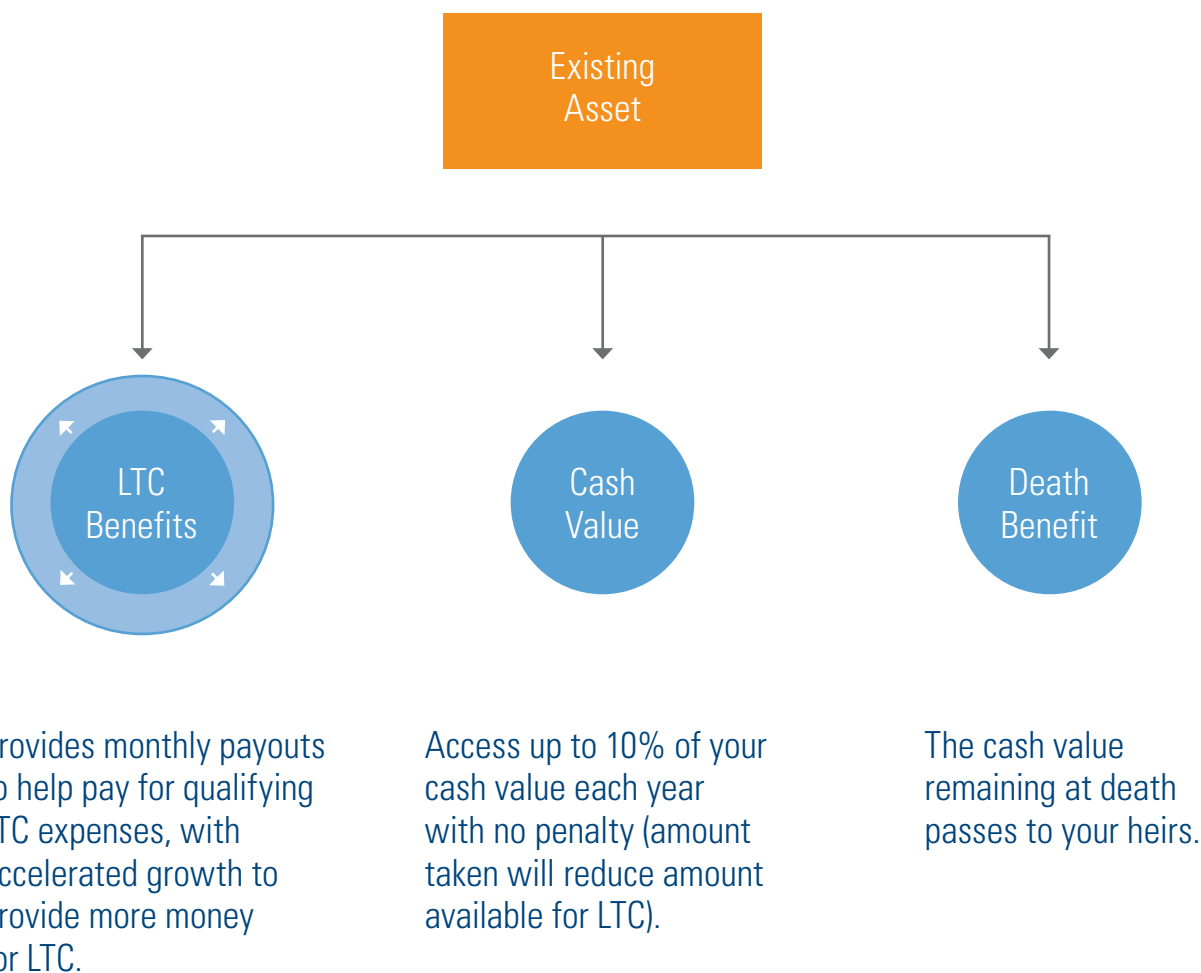 Existing
Asset
LTC
Benefits
Cash
Value
Death
Benefit
rovides monthly payouts
o help pay for qualifying
TC expenses, with
ccelerated growth to
rovide more money
or LTC.
Access up to 10% of your
cash value each year
with no penalty (amount
taken will reduce amount
available for LTC).
The cash value
remaining at death
passes to your heirs.